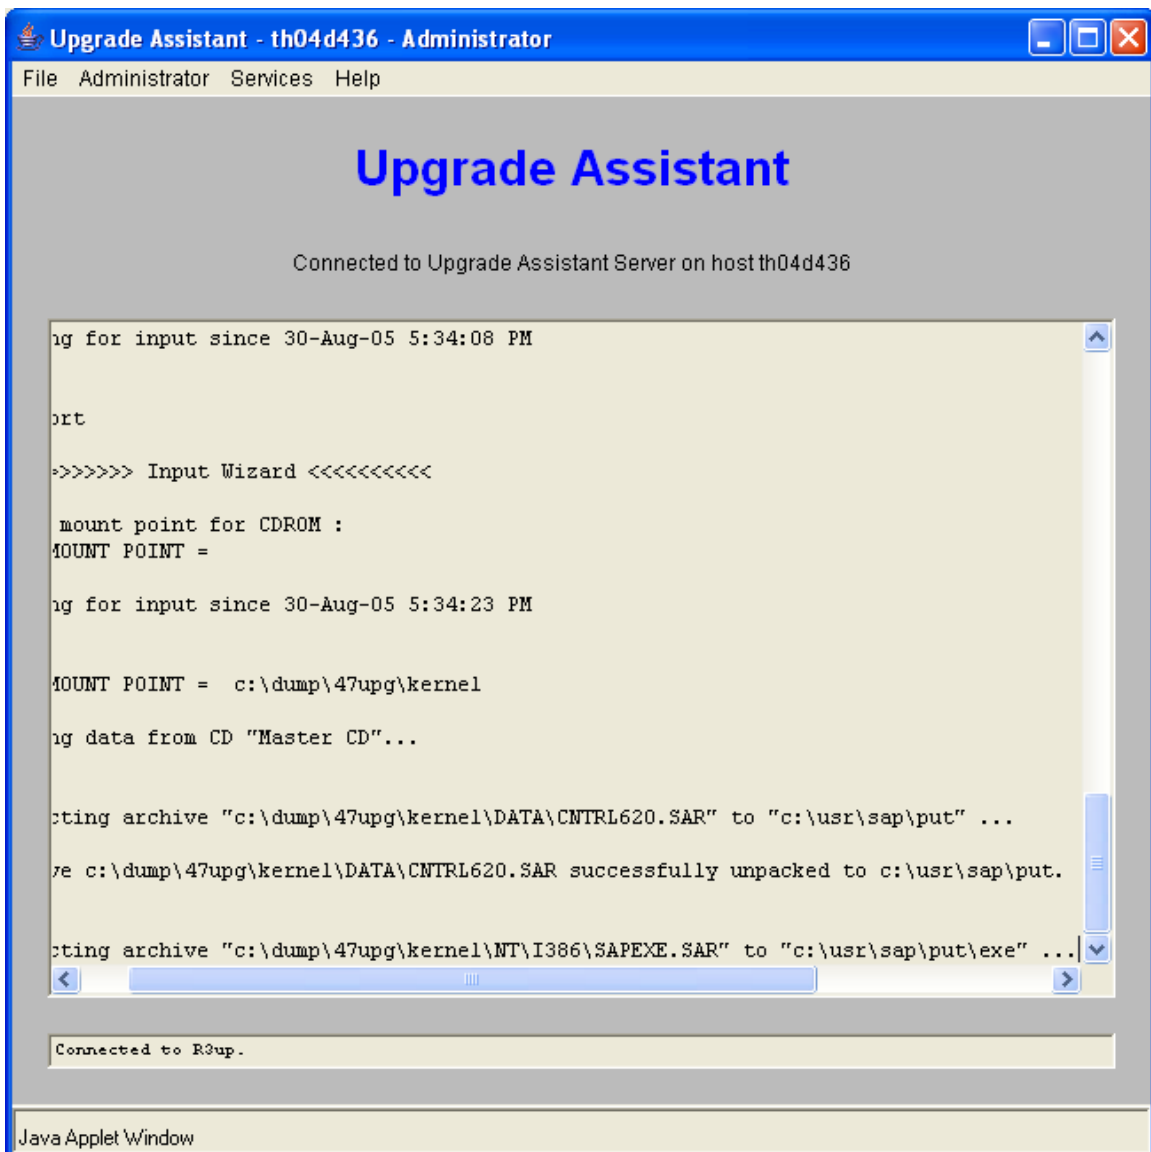 Upgrade Assistant - th04d436 - Administrator
File Administrator Services Help
Upgrade Assistant
Connected to Upgrade Assistant Server on host th04d436
ng for input since 30-Aug-05 5:34:08 PM
ort
>>>>>>> Input Wizard <<<<<<<<<<
mount point for CDROM :
MOUNT POINT =
ng for input since 30-Aug-05 5:34:23 PM
MOUNT POINT = c:\dump\47upg\kernel
ng data from CD "Master CD"...
cting archive "c:\dump\47upg\kernel\DATA\CNTRL620.SAR" to "c:\usr\sap\put" ...
ve c:\dump\47upg\kernel\DATA\CNTRL620.SAR successfully unpacked to c:\usr\sap\put.
cting archive "c:\dump\47upg\kernel\NT\I386\SAPEXE.SAR" to "c:\usr\sap\put\exe" ...
Connected to R3up.
Java Applet Window